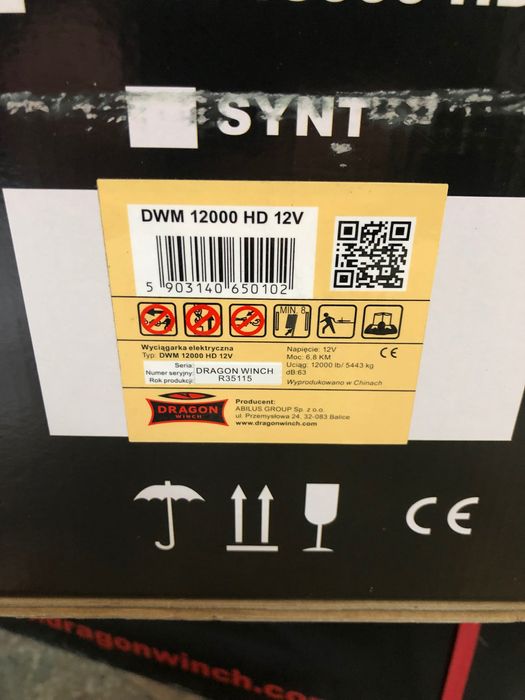 SYNT
DWM 12000 HD 12V
5 903140 650102
MIN. 8
Wyciągarka elektryczna
Typ: DWM 12000 HD 12V
Seria:
Numer seryjny:
Rok produkcji:
DRAGON WINCH
R35115
Napięcie: 12V
Moc: 6,8 KM
Uciąg: 12000 lb/ 5443 kg
dB:63
Wyprodukowano w Chinach
CE
DRAGON
WINCH
Producent:
ABILUS GROUP Sp. z o.o.
ul. Przemysłowa 24, 32-083 Balice
www.dragonwinch.com
CE
dragonwinch.co